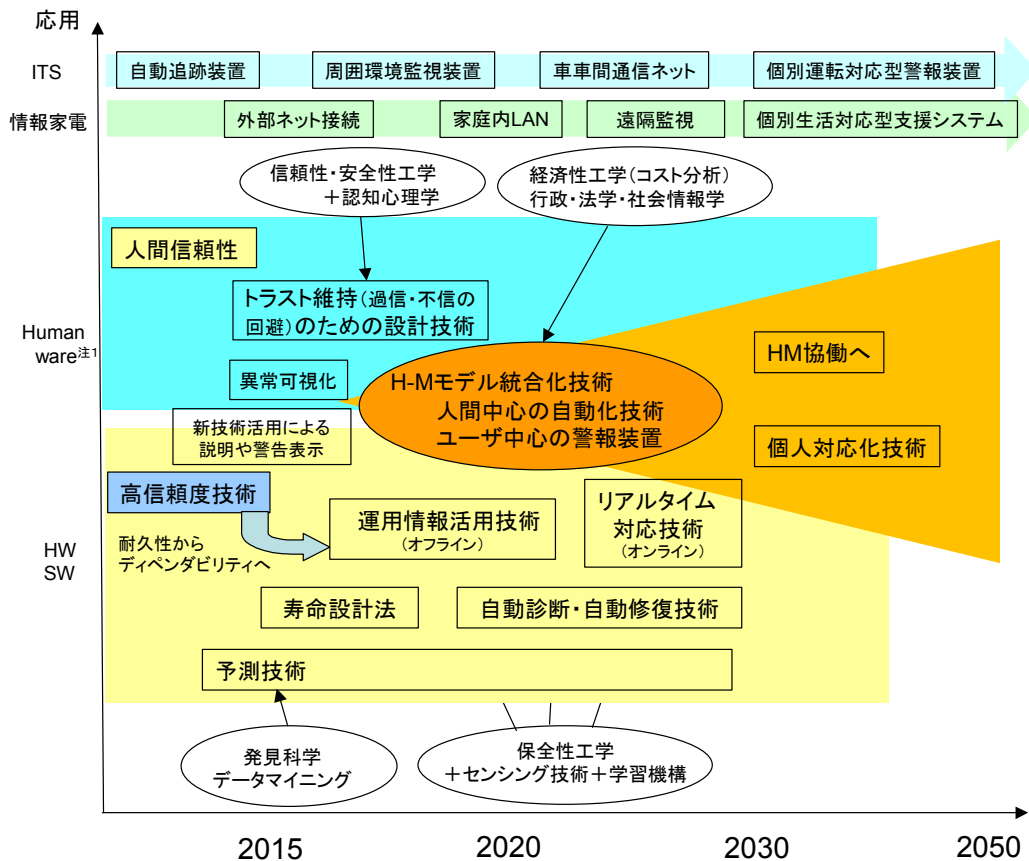 応用
ITS
自動追跡装置
周囲環境監視装置
車車間通信ネット
個別運転対応型警報装置
情報家電
外部ネット接続
家庭内LAN
遠隔監視
個別生活対応型支援システム
信頼性・安全性工学
＋認知心理学
経済性工学（コスト分析）
行政・法学・社会情報学
人間信頼性
トラスト維持（過信・不信の
回避）のための設計技術
Human
ware注1
異常可視化
H-Mモデル統合化技術
人間中心の自動化技術
ユーザ中心の警報装置
HM協働へ
新技術活用による
説明や警告表示
個人対応化技術
高信頼度技術
耐久性から
ディペンダビリティへ
運用情報活用技術
（オフライン）
リアルタイム
対応技術
（オンライン）
HW
SW
寿命設計法
自動診断・自動修復技術
予測技術
発見科学
データマイニング
保全性工学
＋センシング技術＋学習機構
2015
2020
2030
2050